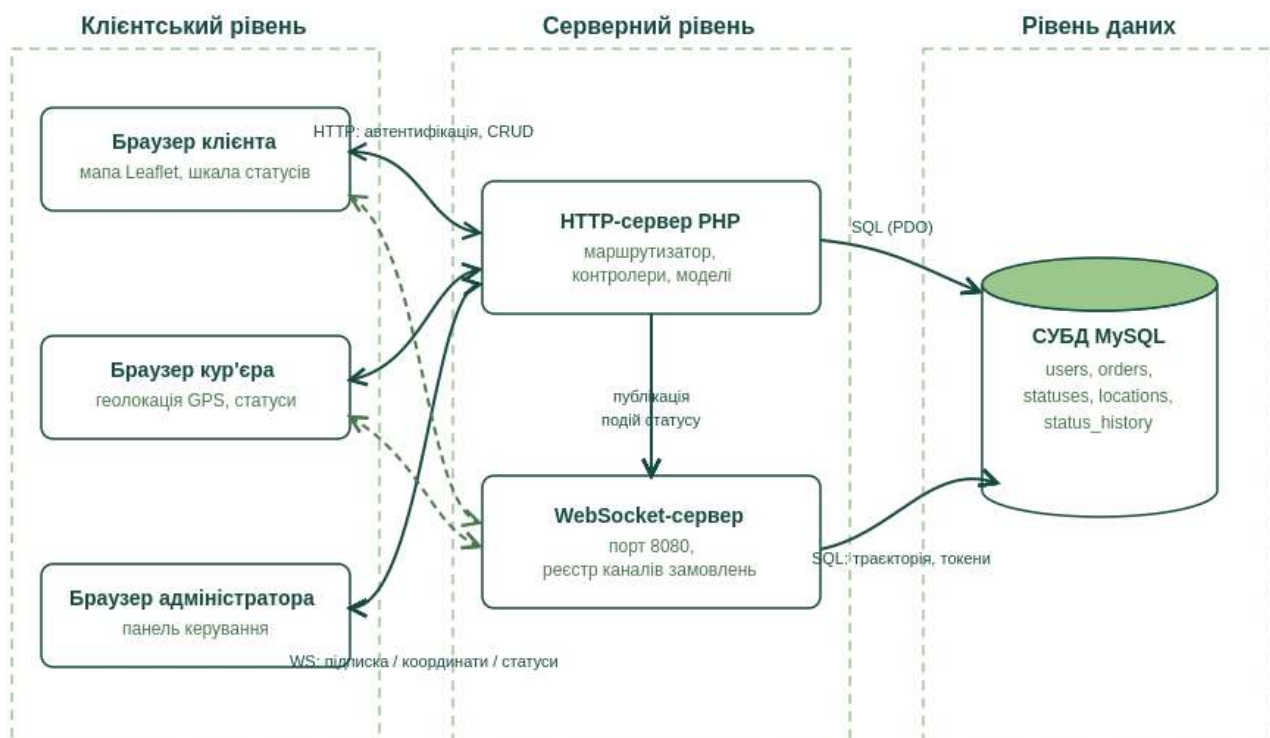 Клієнтський рівень
Серверний рівень
Рівень даних
Браузер клієнта
мапа Leaflet, шкала статусів
HTTP: автентифікація, CRUD
HTTP-сервер PHP
маршрутизатор,
контролери, моделі
SQL (PDO)
СУБД MySQL
users, orders,
statuses, locations,
status_history
Браузер кур'єра
геолокація GPS, статуси
публікація
подій статусу
WebSocket-сервер
порт 8080,
реєстр каналів замовлень
SQL: траєкторія, токени
Браузер адміністратора
панель керування
WS: підписка / координати / статуси